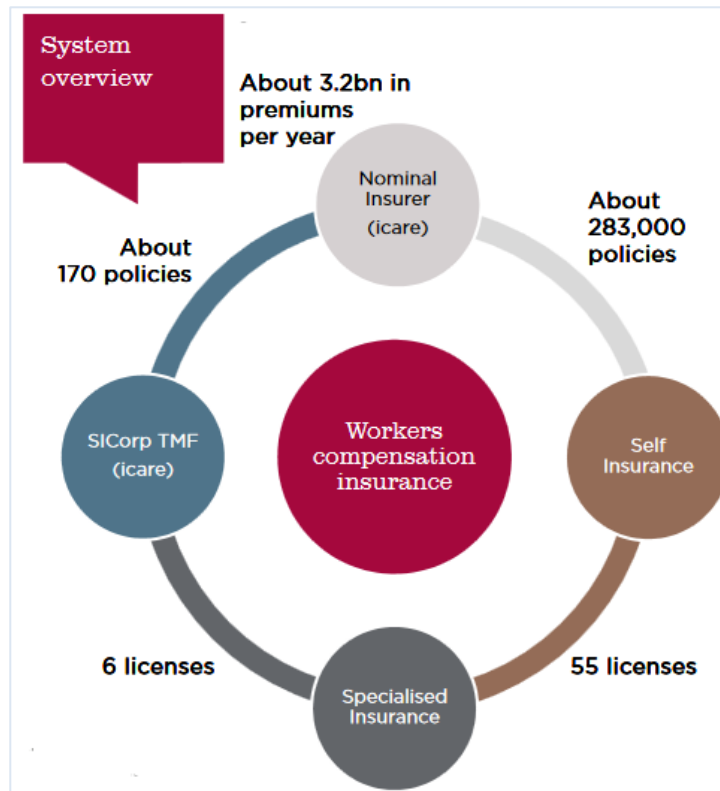 System
overview
About 3.2bn in
premiums
per year
Nominal
Insurer
(icare)
About
283,000
policies
About
170 policies
SICorp TMF
(icare)
Workers
compensation
insurance
Self
Insurance
6 licenses
55 licenses
Specialised
Insurance